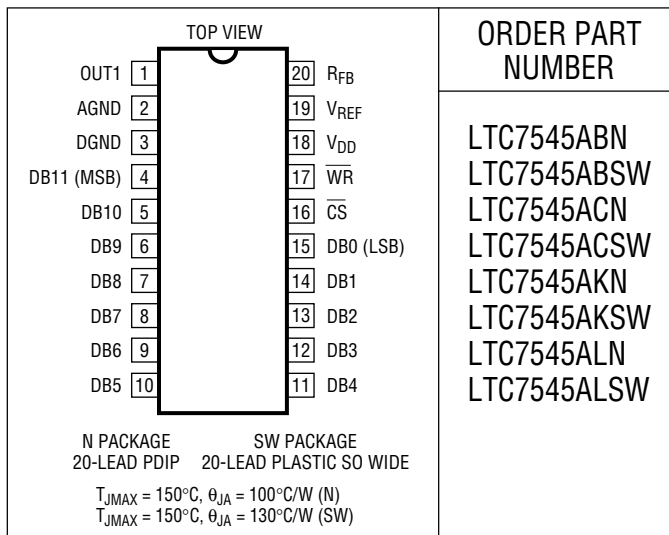 TOP VIEW
OUT1 1
AGND 2
DGND 3
DB11 (MSB) 4
DB10 5
DB9 6
DB8 7
DB7 8
DB6 9
DB5 10
20 RFB
19 VREF
18 VDD
17 W̅R̅
16 C̅S̅
15 DB0 (LSB)
14 DB1
13 DB2
12 DB3
11 DB4
N PACKAGE
20-LEAD PDIP
SW PACKAGE
20-LEAD PLASTIC SO WIDE
TJMAX = 150°C, θJA = 100°C/W (N)
TJMAX = 150°C, θJA = 130°C/W (SW)
ORDER PART
NUMBER
LTC7545ABN
LTC7545ABSW
LTC7545ACN
LTC7545ACSW
LTC7545AKN
LTC7545AKSW
LTC7545ALN
LTC7545ALSW